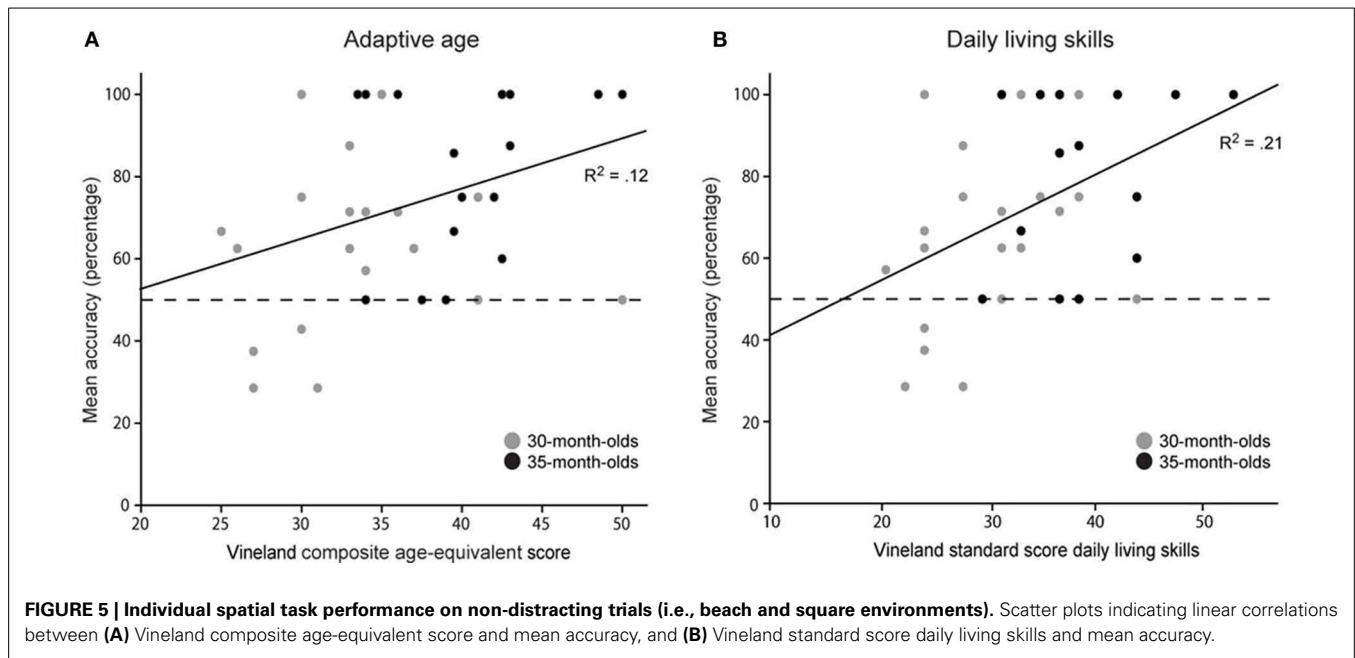 A
Adaptive age
100
80
60
40
20
0
Mean accuracy (percentage)
R² = .12
30-month-olds
35-month-olds
20 25 30 35 40 45 50
Vineland composite age-equivalent score
B
Daily living skills
100
80
60
40
20
0
Mean accuracy (percentage)
R² = .21
30-month-olds
35-month-olds
10 20 30 40 50
Vineland standard score daily living skills
FIGURE 5 | Individual spatial task performance on non-distracting trials (i.e., beach and square environments). Scatter plots indicating linear correlations
between (A) Vineland composite age-equivalent score and mean accuracy, and (B) Vineland standard score daily living skills and mean accuracy.